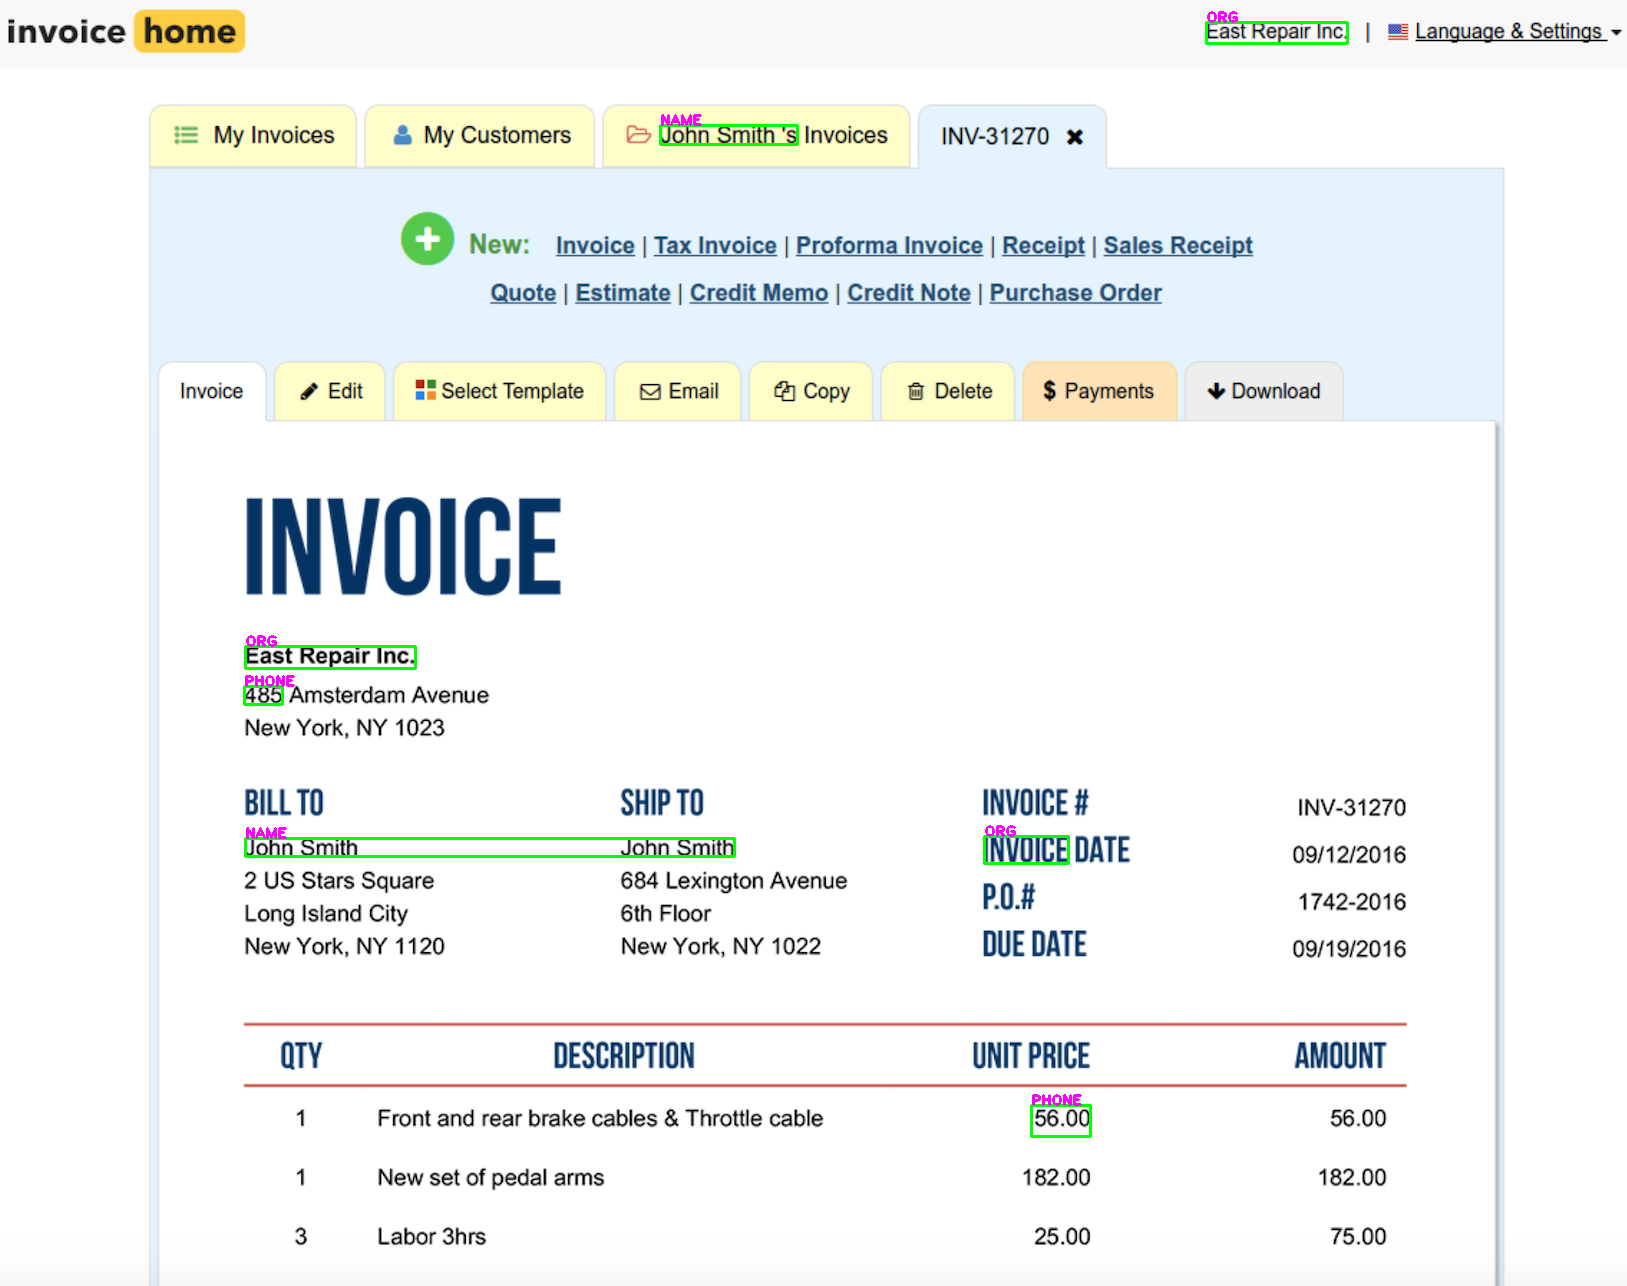 invoice home
ORG
East Repair Inc. | Language & Settings
My Invoices
My Customers
NAME
John Smith 's Invoices
INV-31270
New: Invoice | Tax Invoice | Proforma Invoice | Receipt | Sales Receipt
Quote | Estimate | Credit Memo | Credit Note | Purchase Order
Invoice Edit Select Template Email Copy Delete $ Payments Download
INVOICE
ORG
East Repair Inc.
PHONE
485 Amsterdam Avenue
New York, NY 1023
BILL TO
NAME
John Smith
2 US Stars Square
Long Island City
New York, NY 1120
SHIP TO
John Smith
684 Lexington Avenue
6th Floor
New York, NY 1022
INVOICE # INV-31270
ORG
INVOICE DATE 09/12/2016
P.O.# 1742-2016
DUE DATE 09/19/2016
QTY DESCRIPTION UNIT PRICE AMOUNT
PHONE
1 Front and rear brake cables & Throttle cable 56.00 56.00
1 New set of pedal arms 182.00 182.00
3 Labor 3hrs 25.00 75.00